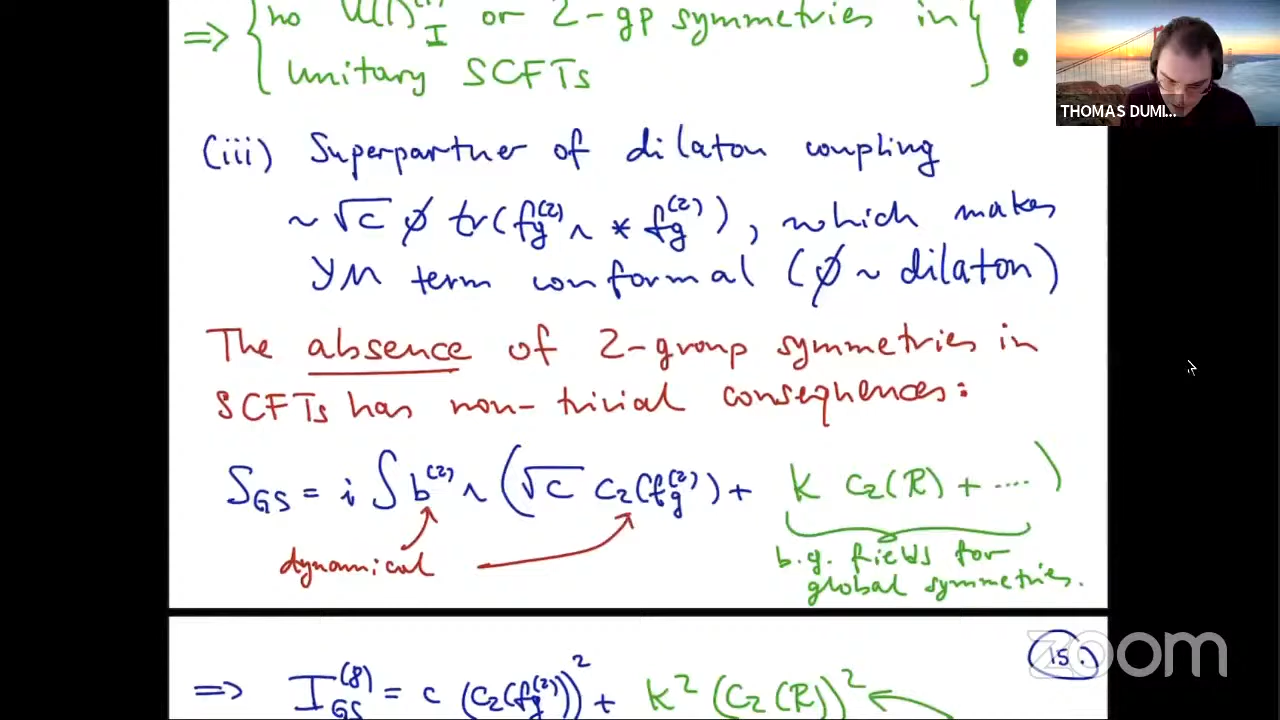 ⇒ { no U(1)_I^(1) or 2-gp symmetries in } !
unitary SCFTs
THOMAS DUMI...
(iii) Superpartner of dilaton coupling
~ √c φ tr(f_g^(2) ∧ * f_g^(2)), which makes
YM term conformal (φ ~ dilaton)
The absence of 2-group symmetries in
SCFTs has non-trivial consequences:
S_GS = i ∫ b^(2) ∧ (√c c_2(f_g^(2)) + K c_2(R) + ....)
dynamical
b.g. fields for
global symmetries.
zoom
15.
⇒ I_GS^(8) = c (c_2(f_g^(2)))^2 + K^2 (c_2(R))^2